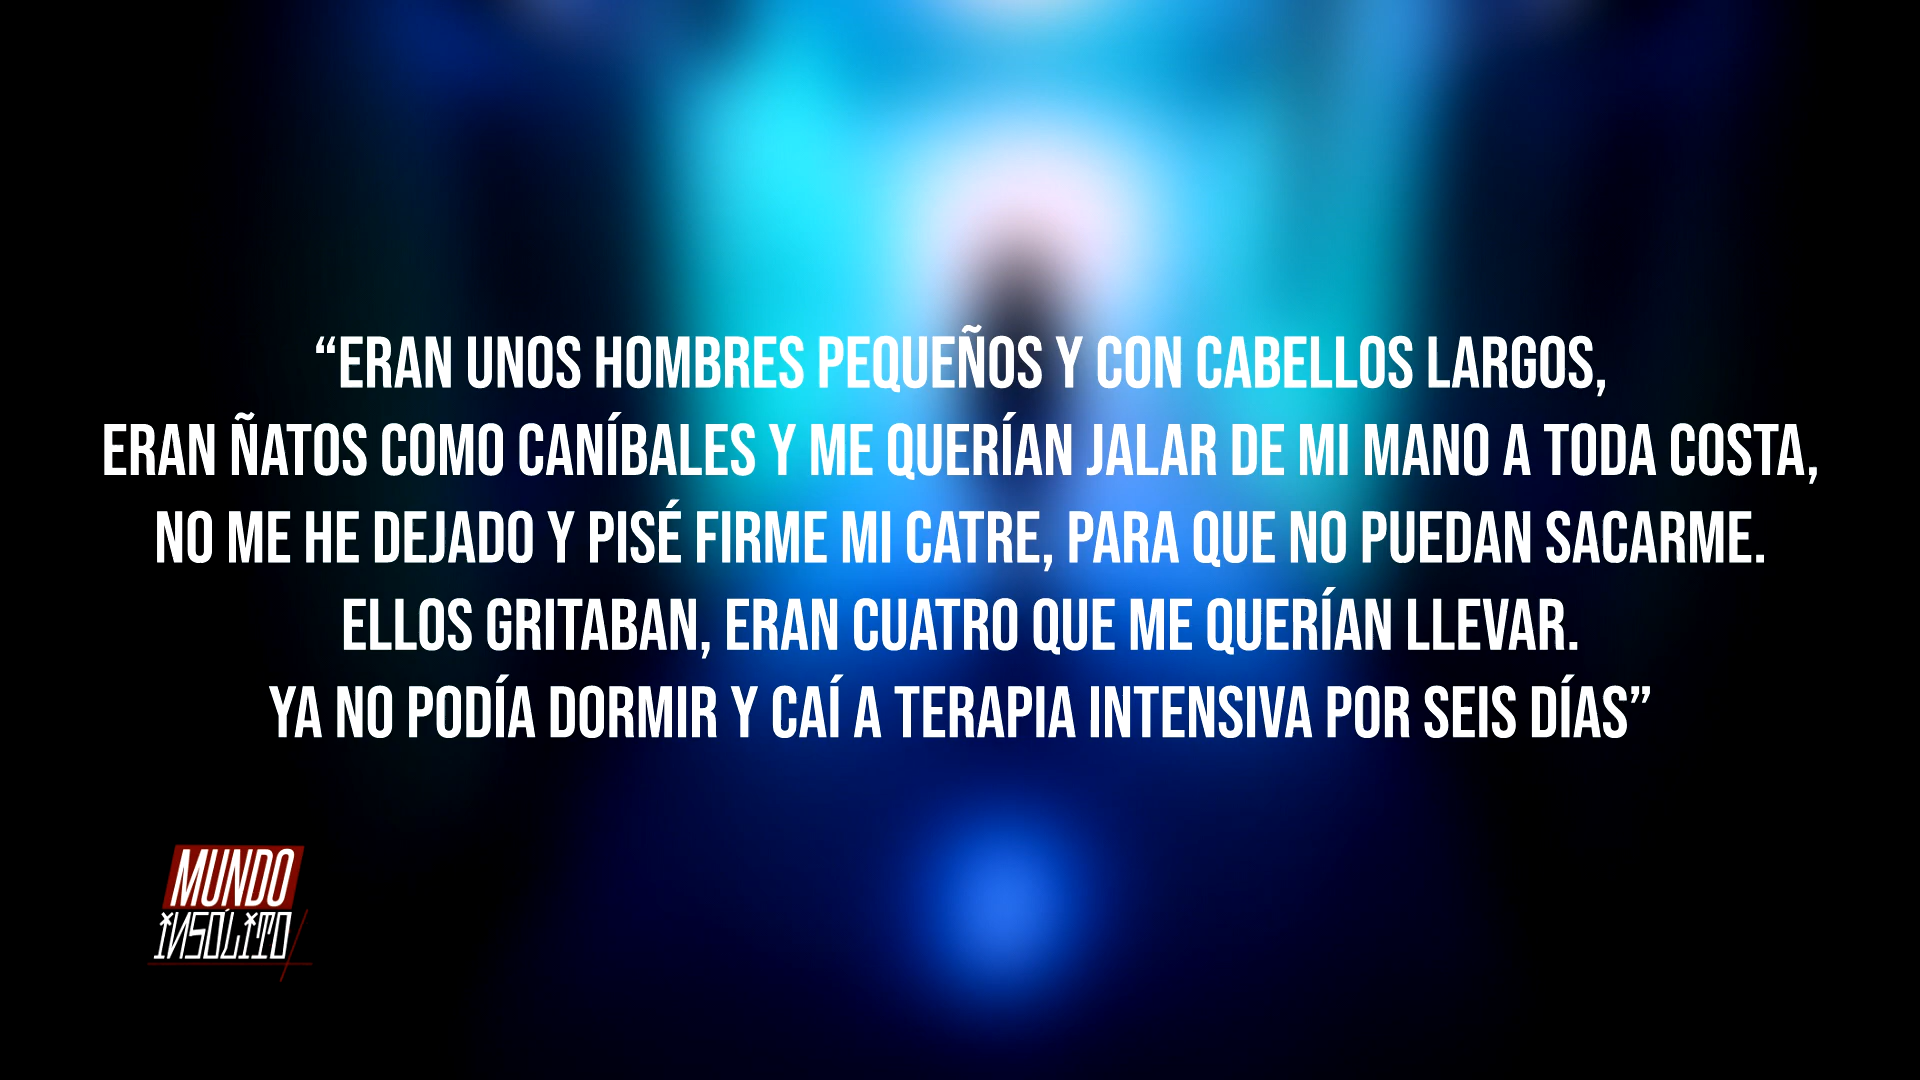 “ERAN UNOS HOMBRES PEQUEÑOS Y CON CABELLOS LARGOS,
ERAN ÑATOS COMO CANÍBALES Y ME QUERÍAN JALAR DE MI MANO A TODA COSTA,
NO ME HE DEJADO Y PISÉ FIRME MI CATRE, PARA QUE NO PUEDAN SACARME.
ELLOS GRITABAN, ERAN CUATRO QUE ME QUERÍAN LLEVAR.
YA NO PODÍA DORMIR Y CAÍ A TERAPIA INTENSIVA POR SEIS DÍAS”
MUNDO
INSÓLITO